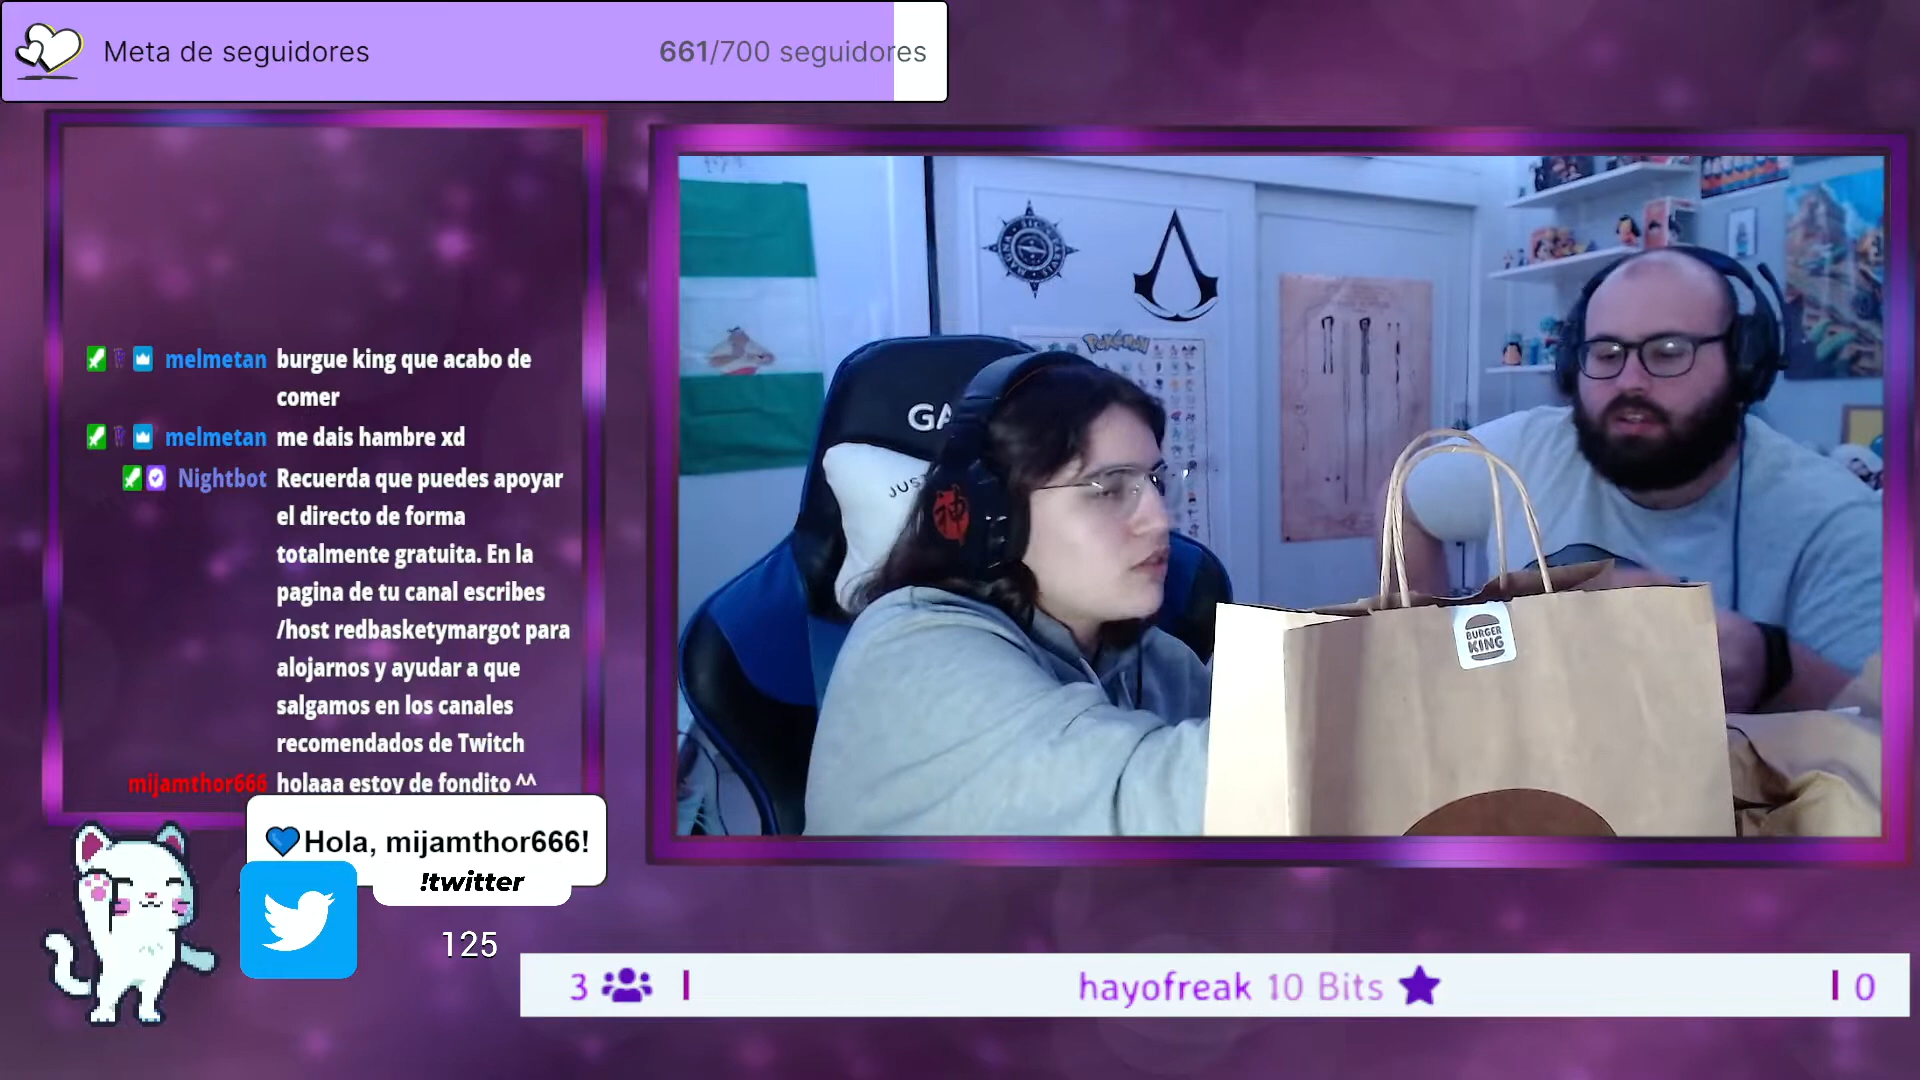 Meta de seguidores
661/700 seguidores
melmetan burgue king que acabo de
comer
melmetan me dais hambre xd
Nightbot Recuerda que puedes apoyar
el directo de forma
totalmente gratuita. En la
pagina de tu canal escribes
/host redbasketymargot para
alojarnos y ayudar a que
salgamos en los canales
recomendados de Twitch
mijamthor666 holaaa estoy de fondito ^^
Hola, mijamthor666!
!twitter
125
3
hayofreak 10 Bits
0
GA
JUST
神
Pokémon
BURGER
KING